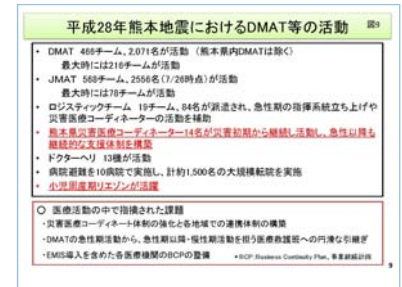 平成28年熊本地震におけるDMAT等の活動
図9
• DMAT 466チーム、2,071名が活動 (熊本県内DMATは除く)
最大時には216チームが活動
• JMAT 568チーム、2556名(7/26時点)が活動
最大時には78チームが活動
• ロジスティックチーム 19チーム、84名が派遣され、急性期の指揮系統立ち上げや
災害医療コーディネーターの活動を補助
• 熊本県災害医療コーディネーター14名が災害初期から継続し活動し、急性以降も
継続的な支援体制を構築
• ドクターヘリ 13機が活動
• 病院避難を10病院で実施し、計約1,500名の大規模転院を実施
• 小児周産期リエゾンが活躍
○ 医療活動の中で指摘された課題
・災害医療コーディネート体制の強化と各地域での連携体制の構築
・DMATの急性期活動から、急性期以降・慢性期活動を担う医療救護班への円滑な引継ぎ
・EMIS導入を含めた各医療機関のBCPの整備
*BCP:Business Continuity Plan、事業継続計画
9